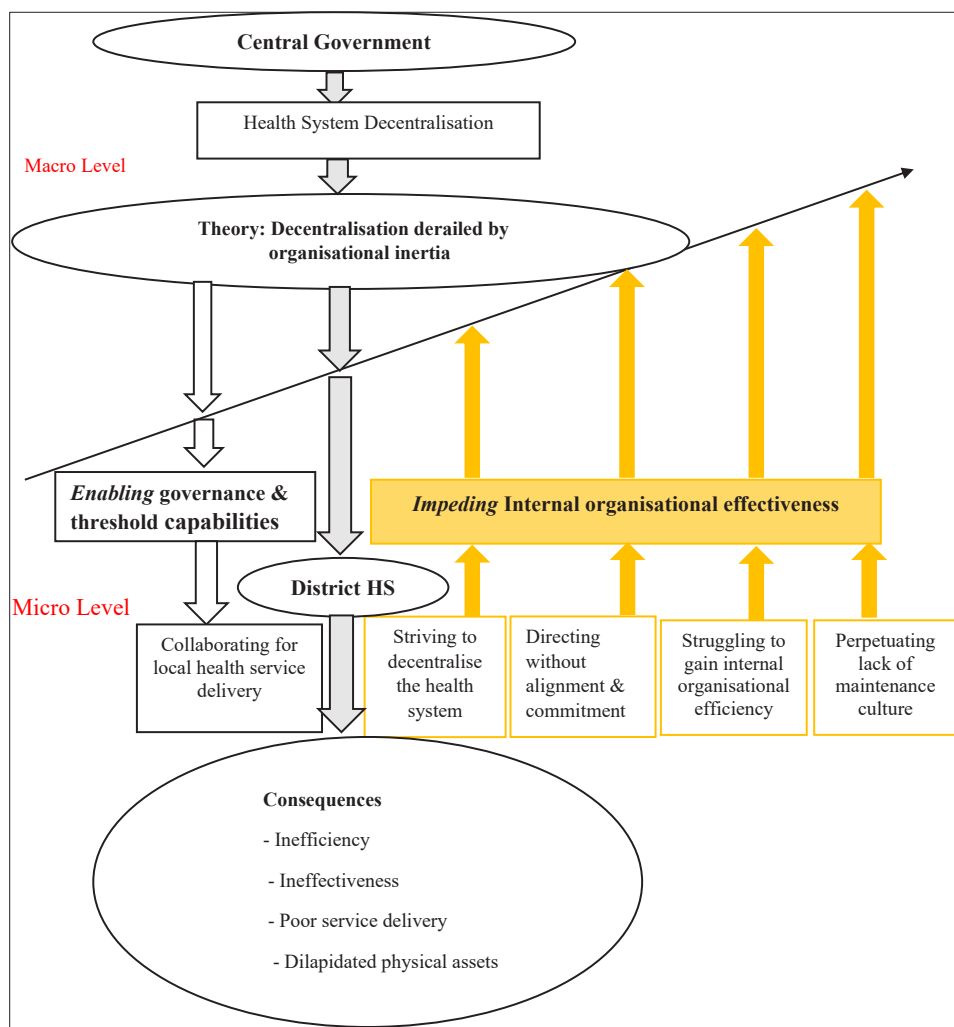 Central Government
Health System Decentralisation
Macro Level
Theory: Decentralisation derailed by
organisational inertia
Enabling governance &
threshold capabilities
Impeding Internal organisational effectiveness
District HS
Micro Level
Collaborating for
local health service
delivery
Striving to
decentralise
the health
system
Directing
without
alignment &
commitment
Struggling to
gain internal
organisational
efficiency
Perpetuating
lack of
maintenance
culture
Consequences
- Inefficiency
- Ineffectiveness
- Poor service delivery
- Dilapidated physical assets